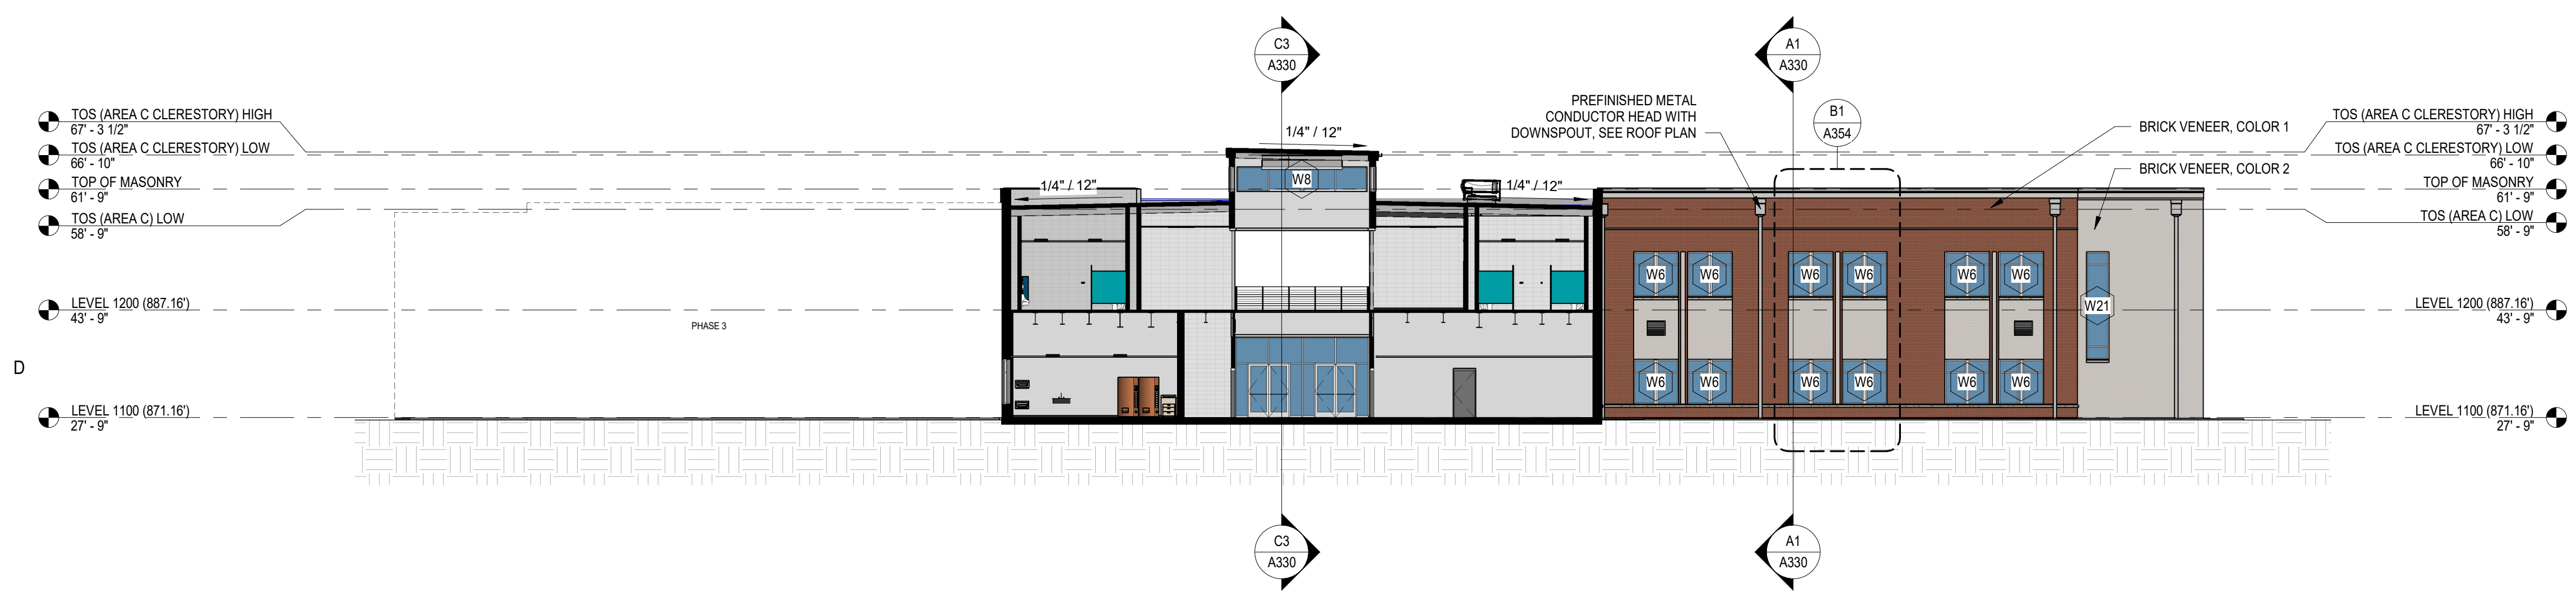 C3
A330
A1
A330
PREFINISHED METAL
CONDUCTOR HEAD WITH
DOWNSPOUT, SEE ROOF PLAN
B1
A354
TOS (AREA C CLERESTORY) HIGH
67' - 3 1/2"
TOS (AREA C CLERESTORY) LOW
66' - 10"
TOP OF MASONRY
61' - 9"
TOS (AREA C) LOW
58' - 9"
LEVEL 1200 (887.16')
43' - 9"
D
LEVEL 1100 (871.16')
27' - 9"
PHASE 3
1/4" / 12"
1/4" / 12"
1/4" / 12"
W8
W6
W6
W6
W6
W6
W6
W21
W6
W6
W6
W6
W6
W6
BRICK VENEER, COLOR 1
BRICK VENEER, COLOR 2
TOS (AREA C CLERESTORY) HIGH
67' - 3 1/2"
TOS (AREA C CLERESTORY) LOW
66' - 10"
TOP OF MASONRY
61' - 9"
TOS (AREA C) LOW
58' - 9"
LEVEL 1200 (887.16')
43' - 9"
LEVEL 1100 (871.16')
27' - 9"
C3
A330
A1
A330